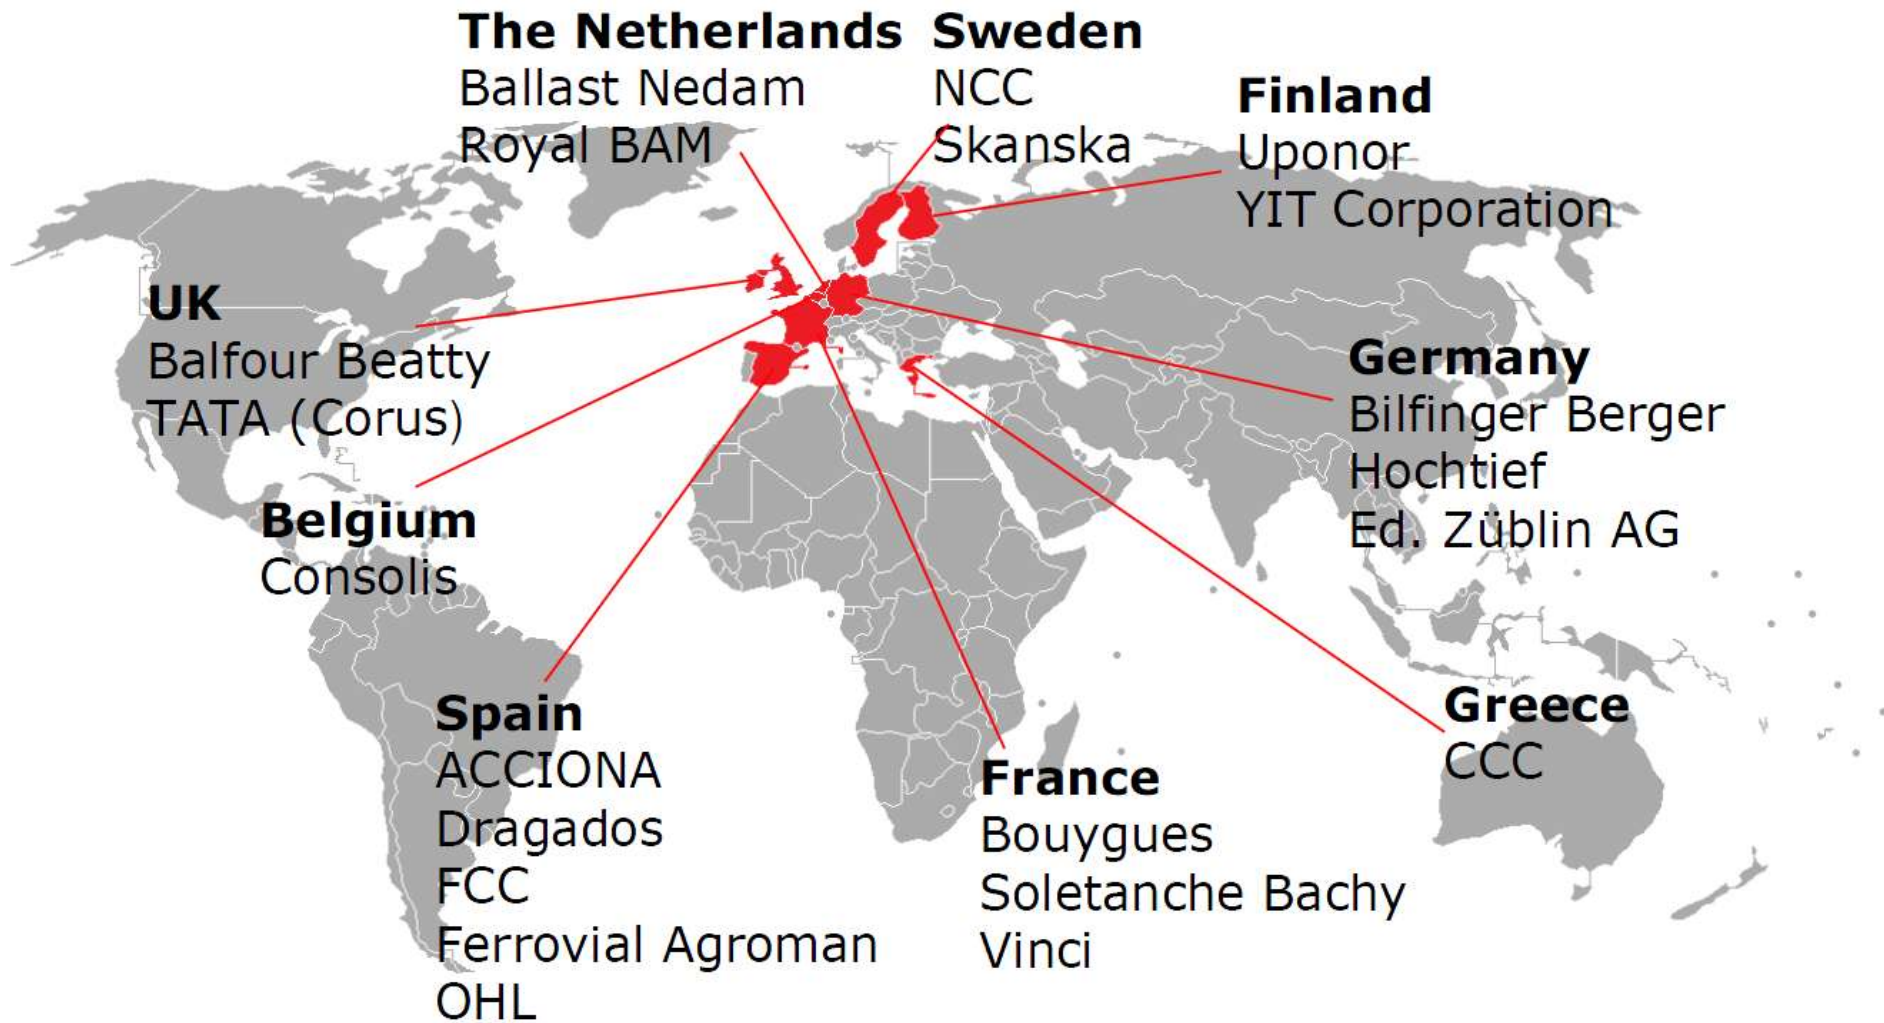 The Netherlands
Ballast Nedam
Royal BAM
Sweden
NCC
Skanska
Finland
Uponor
YIT Corporation
UK
Balfour Beatty
TATA (Corus)
Germany
Bilfinger Berger
Hochtief
Ed. Züblin AG
Belgium
Consolis
Spain
ACCIONA
Dragados
FCC
Ferrovial Agroman
OHL
France
Bouygues
Soletanche Bachy
Vinci
Greece
CCC